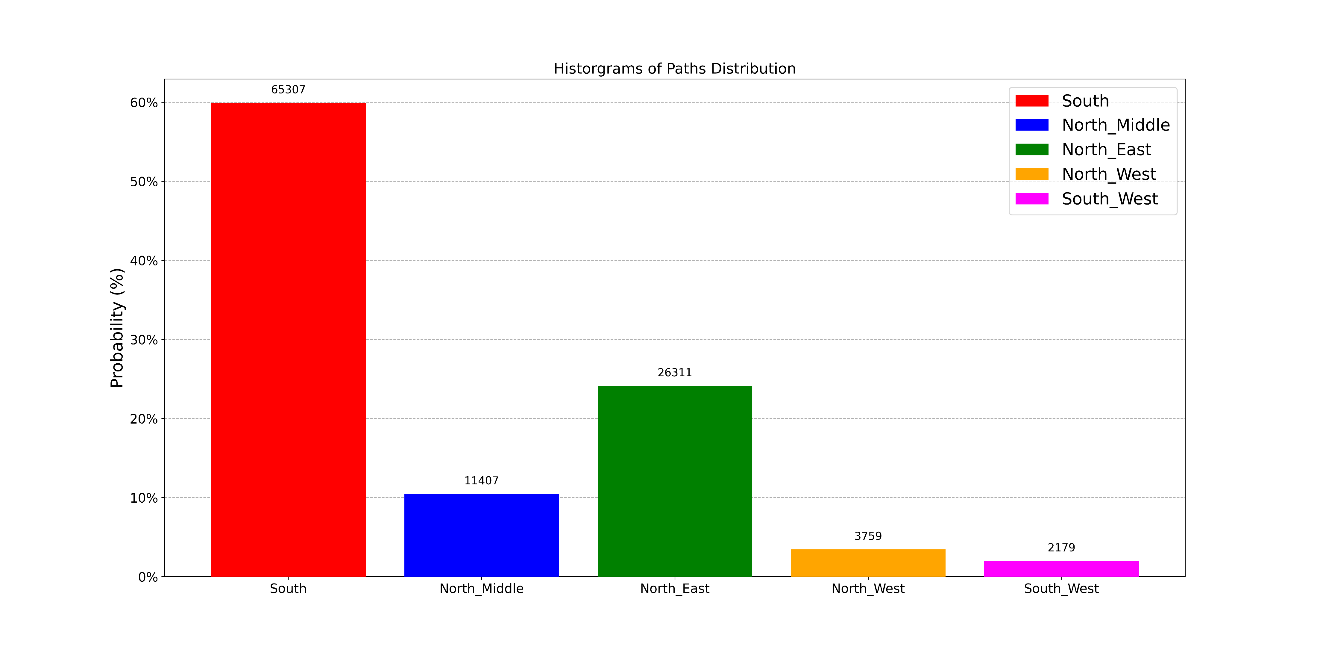 Historgrams of Paths Distribution
65307
60%
South
North_Middle
North_East
North_West
South_West
50%
40%
Probability (%)
30%
26311
20%
11407
10%
3759
2179
0%
South
North_Middle
North_East
North_West
South_West